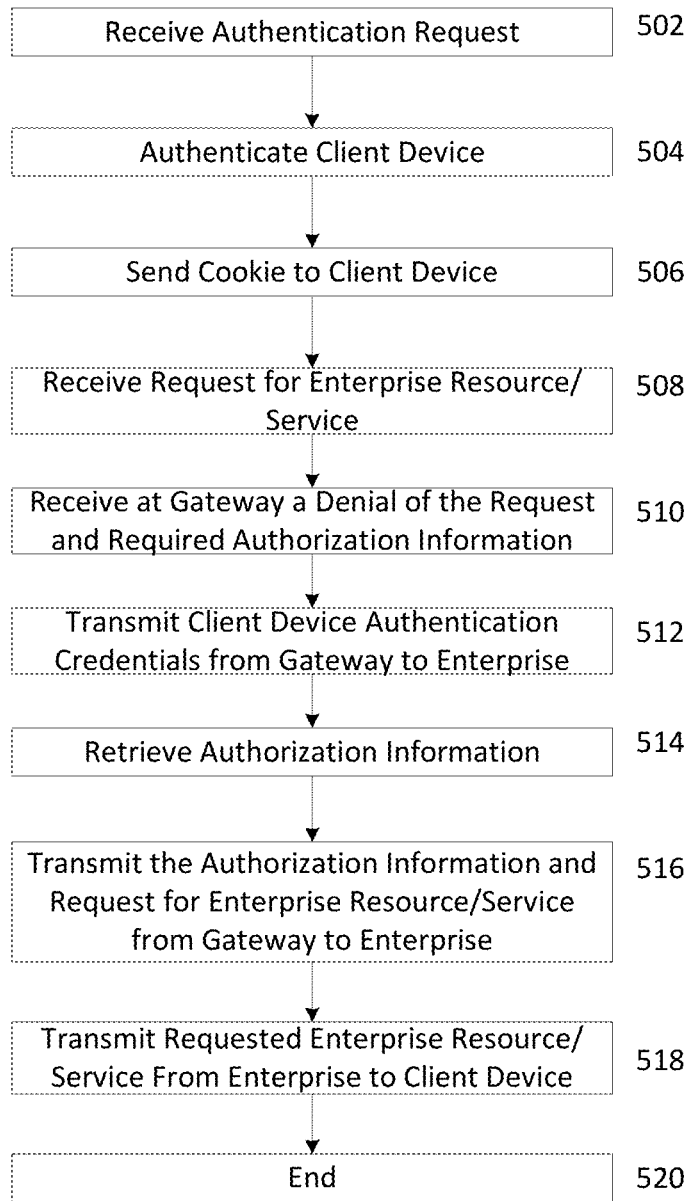 Receive Authentication Request
502
Authenticate Client Device
504
Send Cookie to Client Device
506
Receive Request for Enterprise Resource/
Service
508
Receive at Gateway a Denial of the Request
and Required Authorization Information
510
Transmit Client Device Authentication
Credentials from Gateway to Enterprise
512
Retrieve Authorization Information
514
Transmit the Authorization Information and
Request for Enterprise Resource/Service
from Gateway to Enterprise
516
Transmit Requested Enterprise Resource/
Service From Enterprise to Client Device
518
End
520